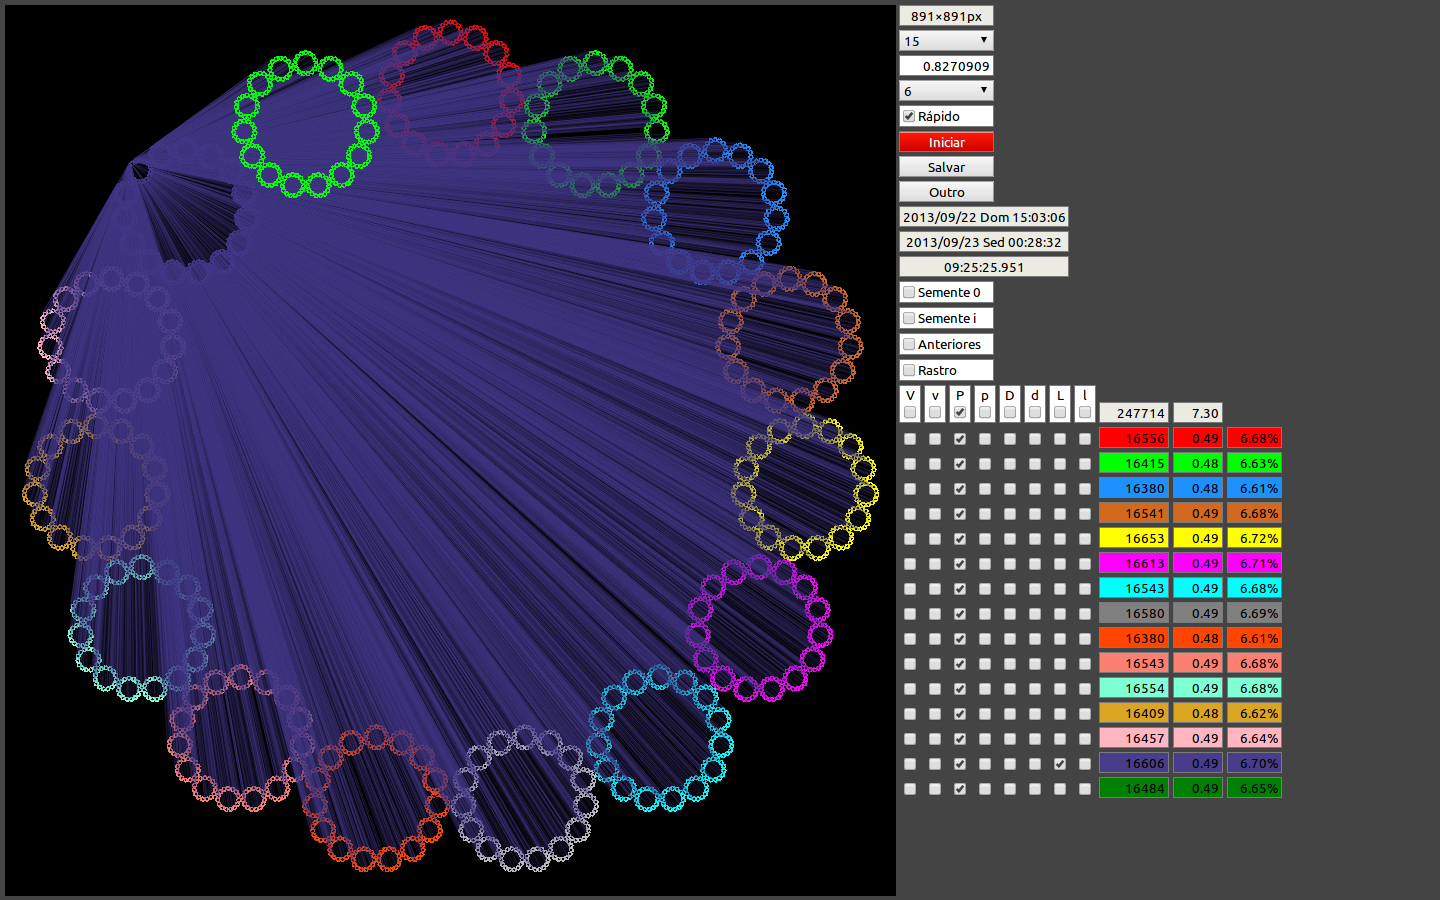 891×891px
15
0.8270909
6
Rápido
Iniciar
Salvar
Outro
2013/09/22 Dom 15:03:06
2013/09/23 Sed 00:28:32
09:25:25.951
Semente 0
Semente i
Anteriores
Rastro
V v P p D d L l
247714 7.30
16556 0.49 6.68%
16415 0.48 6.63%
16380 0.48 6.61%
16541 0.49 6.68%
16653 0.49 6.72%
16613 0.49 6.71%
16543 0.49 6.68%
16580 0.49 6.69%
16380 0.48 6.61%
16543 0.49 6.68%
16554 0.49 6.68%
16409 0.48 6.62%
16457 0.49 6.64%
16606 0.49 6.70%
16484 0.49 6.65%